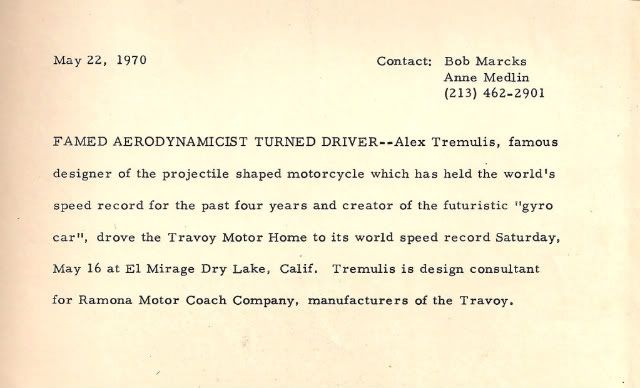 May 22, 1970
Contact: Bob Marcks
Anne Medlin
(213) 462-2901
FAMED AERODYNAMICIST TURNED DRIVER--Alex Tremulis, famous
designer of the projectile shaped motorcycle which has held the world's
speed record for the past four years and creator of the futuristic "gyro
car", drove the Travoy Motor Home to its world speed record Saturday,
May 16 at El Mirage Dry Lake, Calif. Tremulis is design consultant
for Ramona Motor Coach Company, manufacturers of the Travoy.